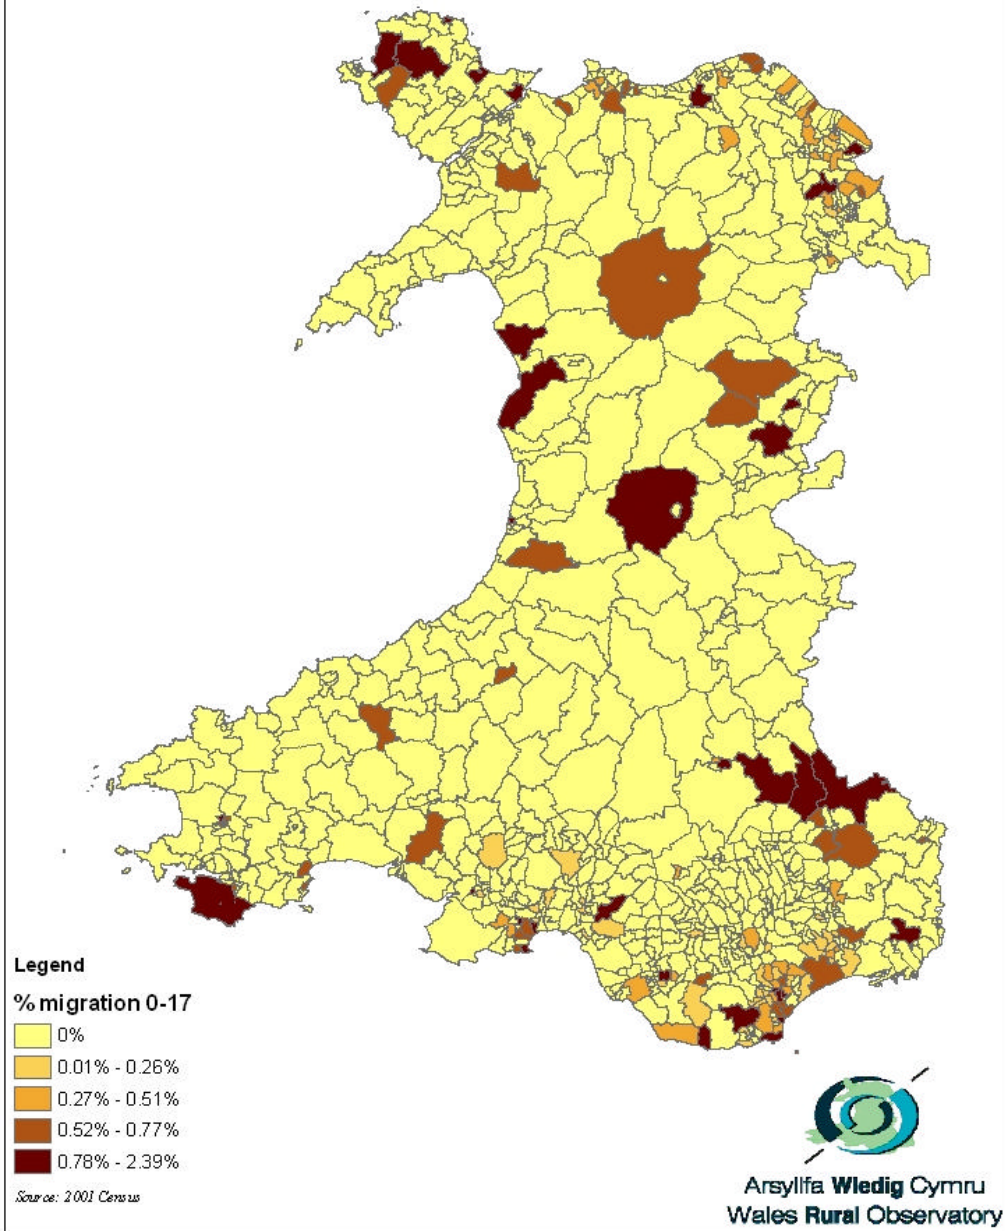 Legend
% migration 0-17
0%
0.01% - 0.26%
0.27% - 0.51%
0.52% - 0.77%
0.78% - 2.39%
Source: 2001 Census
Arsyllfa Wledig Cymru
Wales Rural Observatory